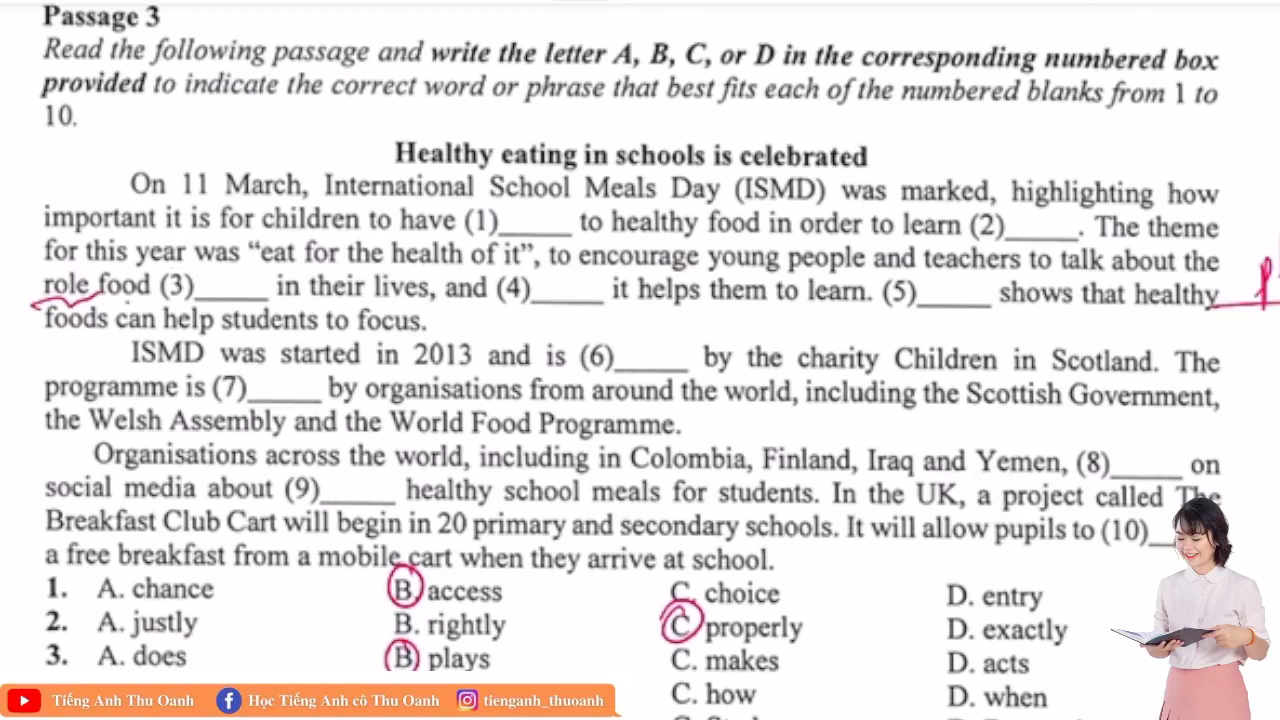 Passage 3
Read the following passage and write the letter A, B, C, or D in the corresponding numbered box
provided to indicate the correct word or phrase that best fits each of the numbered blanks from 1 to
10.
Healthy eating in schools is celebrated
On 11 March, International School Meals Day (ISMD) was marked, highlighting how
important it is for children to have (1)_____ to healthy food in order to learn (2)_____. The theme
for this year was “eat for the health of it”, to encourage young people and teachers to talk about the
role food (3)_____ in their lives, and (4)_____ it helps them to learn. (5)_____ shows that healthy
foods can help students to focus.
ISMD was started in 2013 and is (6)_____ by the charity Children in Scotland. The
programme is (7)_____ by organisations from around the world, including the Scottish Government,
the Welsh Assembly and the World Food Programme.
Organisations across the world, including in Colombia, Finland, Iraq and Yemen, (8)_____ on
social media about (9)_____ healthy school meals for students. In the UK, a project called The
Breakfast Club Cart will begin in 20 primary and secondary schools. It will allow pupils to (10)_
a free breakfast from a mobile cart when they arrive at school.
1. A. chance B. access C. choice D. entry
2. A. justly B. rightly C. properly D. exactly
3. A. does B. plays C. makes D. acts
C. how D. when
Tiếng Anh Thu Oanh Học Tiếng Anh cô Thu Oanh tienganh_thuoanh